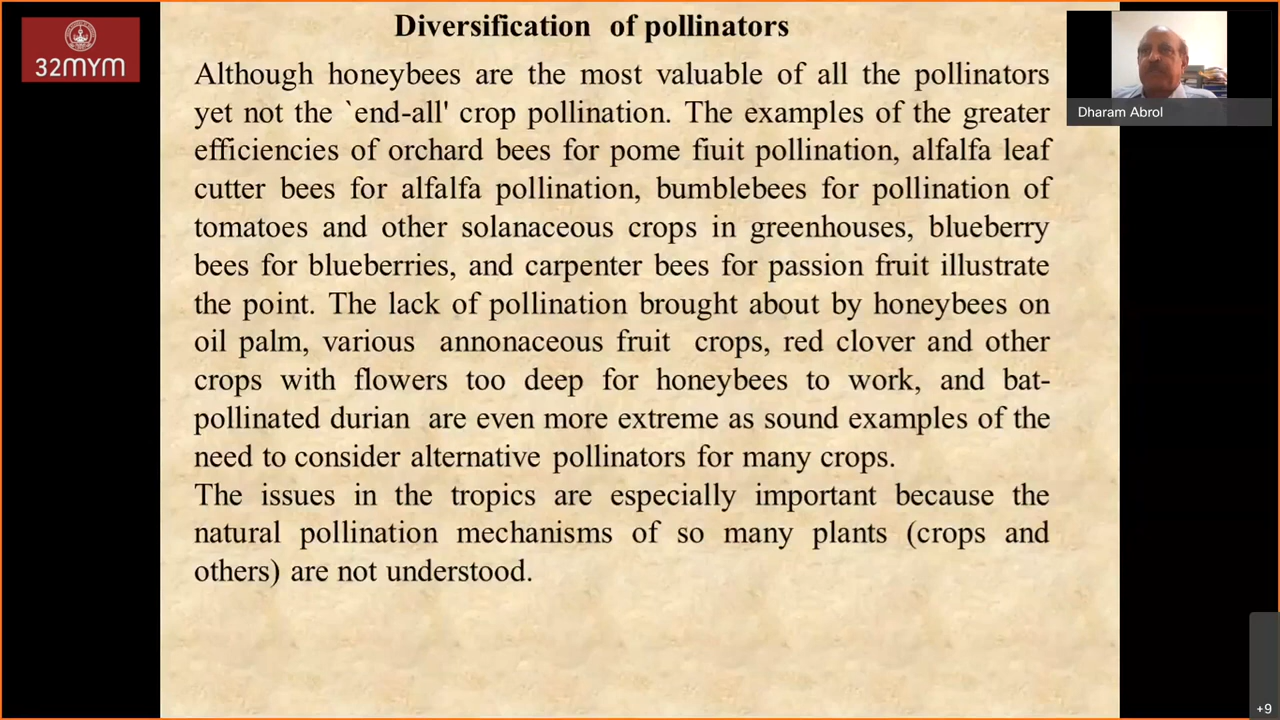 Diversification of pollinators
32MYM
Although honeybees are the most valuable of all the pollinators
yet not the `end-all' crop pollination. The examples of the greater
efficiencies of orchard bees for pome fiuit pollination, alfalfa leaf
cutter bees for alfalfa pollination, bumblebees for pollination of
tomatoes and other solanaceous crops in greenhouses, blueberry
bees for blueberries, and carpenter bees for passion fruit illustrate
the point. The lack of pollination brought about by honeybees on
oil palm, various annonaceous fruit crops, red clover and other
crops with flowers too deep for honeybees to work, and bat-
pollinated durian are even more extreme as sound examples of the
need to consider alternative pollinators for many crops.
The issues in the tropics are especially important because the
natural pollination mechanisms of so many plants (crops and
others) are not understood.
Dharam Abrol
+9